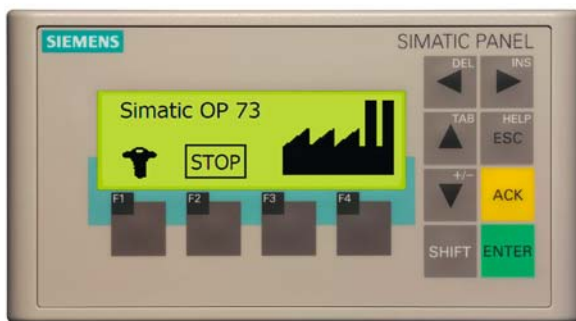 SIEMENS
SIMATIC PANEL
DEL
INS
Simatic OP 73
TAB
HELP
ESC
STOP
+/-
ACK
F1
F2
F3
F4
SHIFT
ENTER